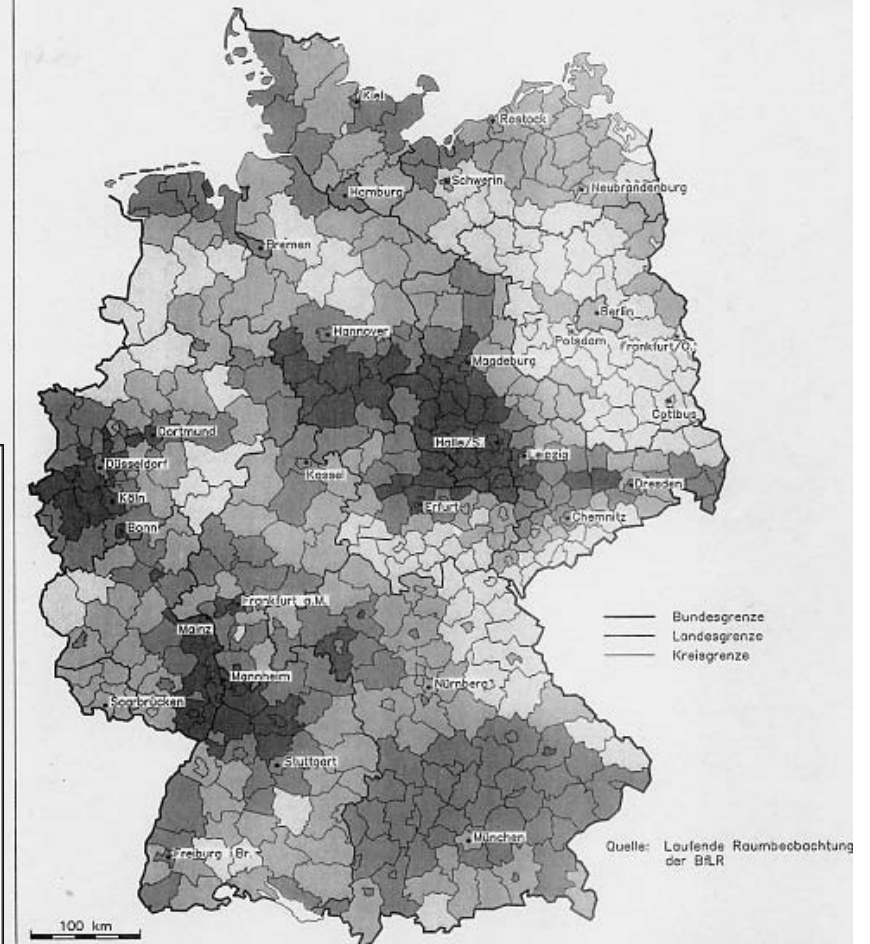 Kiel
Rostock
Schwerin
Neubrandenburg
Hamburg
Bremen
Berlin
Hannover
Potsdam
Frankfurt/O.
Magdeburg
Cottbus
Dortmund
Halle/S.
Leipzig
Düsseldorf
Kassel
Dresden
Köln
Erfurt
Chemnitz
Bonn
Frankfurt a.M.
Bundesgrenze
Mainz
Landesgrenze
Kreisgrenze
Mannheim
Nürnberg
Saarbrücken
Stuttgart
München
Freiburg i.Br.
Quelle: Laufende Raumbeobachtung
der BfLR
100 km